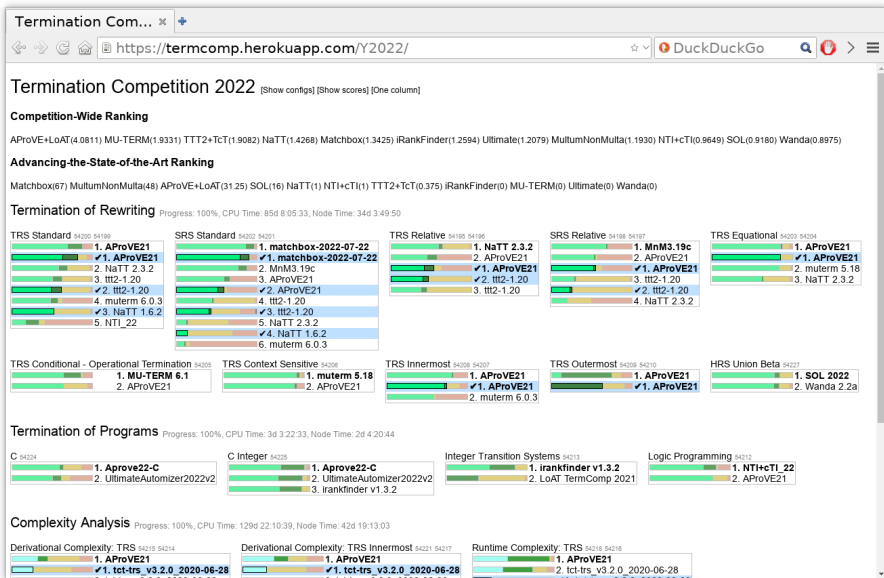 Termination Com...
https://termcomp.herokuapp.com/Y2022/
DuckDuckGo
Termination Competition 2022 [Show configs] [Show scores] [One column]
Competition-Wide Ranking
AProVE+LoAT(4.0811) MU-TERM(1.9331) TTT2+TcT(1.9082) NaTT(1.4268) Matchbox(1.3425) iRankFinder(1.2594) Ultimate(1.2079) MultumNonMulta(1.1930) NTI+cTI(0.9649) SOL(0.9180) Wanda(0.8975)
Advancing-the-State-of-the-Art Ranking
Matchbox(67) MultumNonMulta(48) AProVE+LoAT(31.25) SOL(16) NaTT(1) NTI+cTI(1) TTT2+TcT(0.375) iRankFinder(0) MU-TERM(0) Ultimate(0) Wanda(0)
Termination of Rewriting Progress: 100%, CPU Time: 85d 8:05:33, Node Time: 34d 3:49:50
TRS Standard 54200 54199
1. AProVE21
✔1. AProVE21
2. NaTT 2.3.2
3. ttt2-1.20
✔2. ttt2-1.20
4. muterm 6.0.3
✔3. NaTT 1.6.2
5. NTI_22
SRS Standard 54202 54201
1. matchbox-2022-07-22
✔1. matchbox-2022-07-22
2. MnM3.19c
3. AProVE21
✔2. AProVE21
4. ttt2-1.20
✔3. ttt2-1.20
5. NaTT 2.3.2
✔4. NaTT 1.6.2
6. muterm 6.0.3
TRS Relative 54195 54196
1. NaTT 2.3.2
2. AProVE21
✔1. AProVE21
✔2. ttt2-1.20
3. ttt2-1.20
SRS Relative 54198 54197
1. MnM3.19c
2. AProVE21
✔1. AProVE21
3. ttt2-1.20
✔2. ttt2-1.20
4. NaTT 2.3.2
TRS Equational 54203 54204
1. AProVE21
✔1. AProVE21
2. muterm 5.18
3. NaTT 2.3.2
TRS Conditional - Operational Termination 54205
1. MU-TERM 6.1
2. AProVE21
TRS Context Sensitive 54206
1. muterm 5.18
2. AProVE21
TRS Innermost 54208 54207
1. AProVE21
✔1. AProVE21
2. muterm 6.0.3
TRS Outermost 54209 54210
1. AProVE21
✔1. AProVE21
HRS Union Beta 54227
1. SOL 2022
2. Wanda 2.2a
Termination of Programs Progress: 100%, CPU Time: 3d 3:22:33, Node Time: 2d 4:20:44
C 54224
1. Aprove22-C
2. UltimateAutomizer2022v2
C Integer 54225
1. Aprove22-C
2. UltimateAutomizer2022v2
3. irankfinder v1.3.2
Integer Transition Systems 54213
1. irankfinder v1.3.2
2. LoAT TermComp 2021
Logic Programming 54212
1. NTI+cTI_22
2. AProVE21
Complexity Analysis Progress: 100%, CPU Time: 129d 22:10:39, Node Time: 42d 19:13:03
Derivational Complexity: TRS 54215 54214
1. AProVE21
✔1. tct-trs_v3.2.0_2020-06-28
Derivational Complexity: TRS Innermost 54221 54217
1. AProVE21
✔1. tct-trs_v3.2.0_2020-06-28
Runtime Complexity: TRS 54218 54216
1. AProVE21
2. tct-trs_v3.2.0_2020-06-28